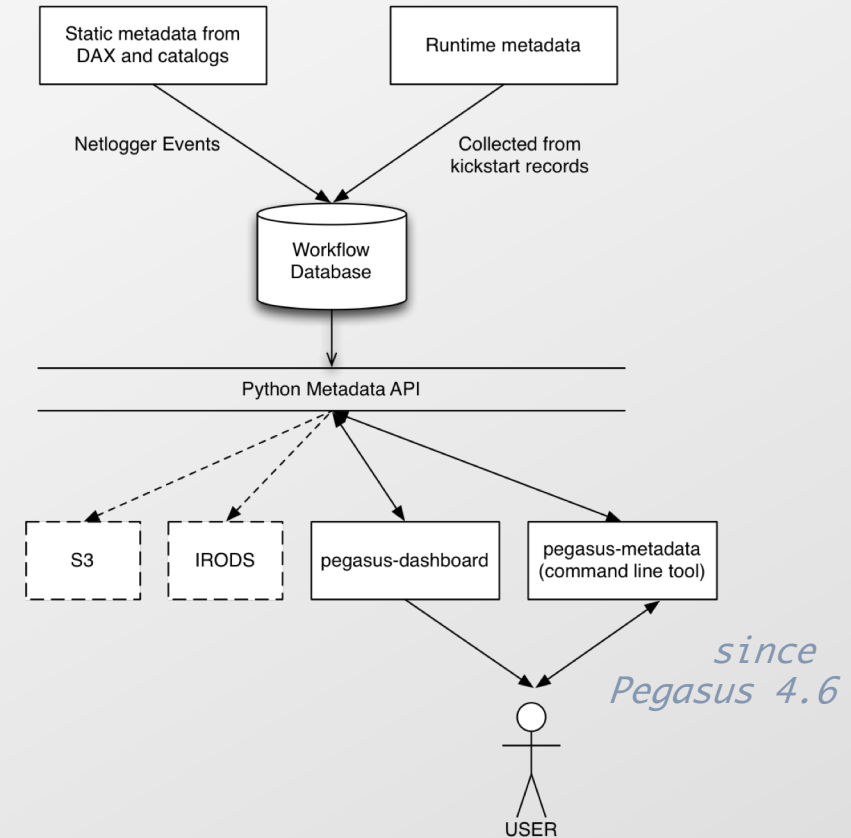 Static metadata from
DAX and catalogs
Runtime metadata
Netlogger Events
Collected from
kickstart records
Workflow
Database
Python Metadata API
S3
IRODS
pegasus-dashboard
pegasus-metadata
(command line tool)
since
Pegasus 4.6
USER